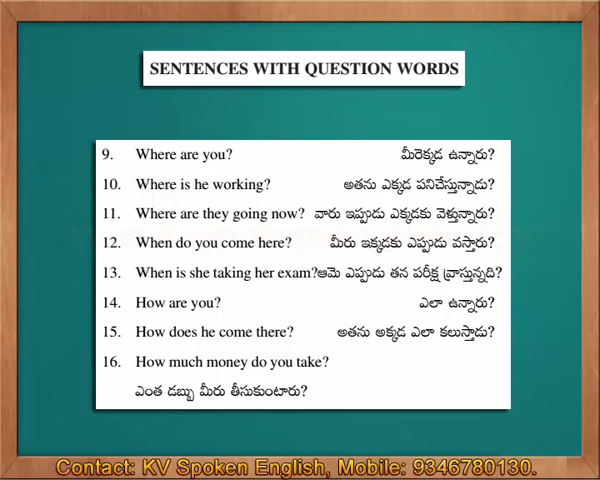 SENTENCES WITH QUESTION WORDS
9. Where are you? మీరెక్కడ ఉన్నారు?
10. Where is he working? అతను ఎక్కడ పనిచేస్తున్నాడు?
11. Where are they going now? వారు ఇప్పుడు ఎక్కడకు వెళ్తున్నారు?
12. When do you come here? మీరు ఇక్కడకు ఎప్పుడు వస్తారు?
13. When is she taking her exam? ఆమె ఎప్పుడు తన పరీక్ష వ్రాస్తున్నది?
14. How are you? ఎలా ఉన్నారు?
15. How does he come there? అతను అక్కడ ఎలా కలుస్తాడు?
16. How much money do you take?
ఎంత డబ్బు మీరు తీసుకుంటారు?
Contact: KV Spoken English, Mobile: 9346780130.